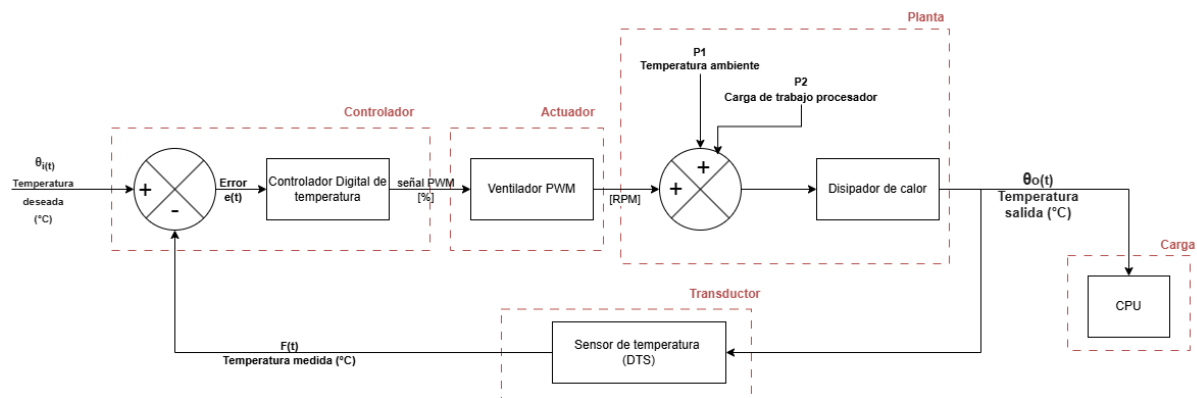 Planta
P1
Temperatura ambiente
P2
Carga de trabajo procesador
Controlador
Actuador
θi(t)
Temperatura
deseada
(°C)
+
-
Error
e(t)
Controlador Digital de
temperatura
señal PWM
[%]
Ventilador PWM
[RPM]
+
+
Disipador de calor
θo(t)
Temperatura
salida (°C)
Carga
CPU
Transductor
Sensor de temperatura
(DTS)
F(t)
Temperatura medida (°C)